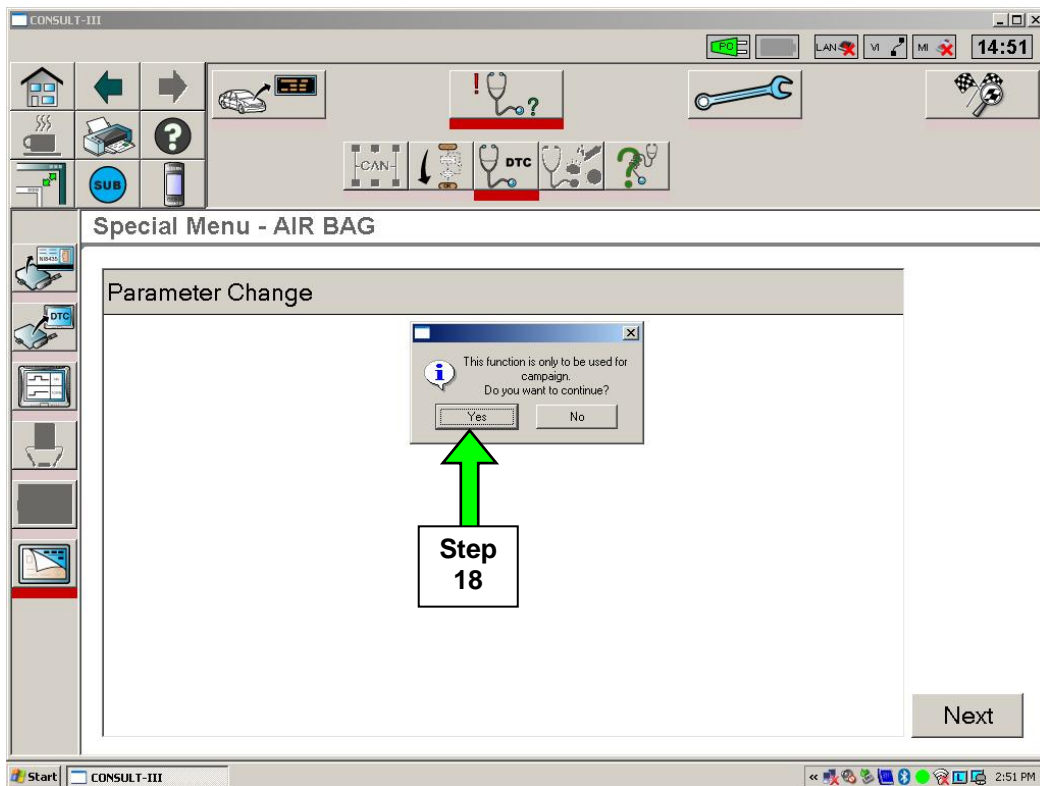 CONSULT-III
PO
LAN
VI
MI
14:51
!
?
?
-CAN-
DTC
SUB
Special Menu - AIR BAG
DTC
Parameter Change
This function is only to be used for
campaign.
Do you want to continue?
Yes
No
Step
18
Next
Start
CONSULT-III
«
2:51 PM